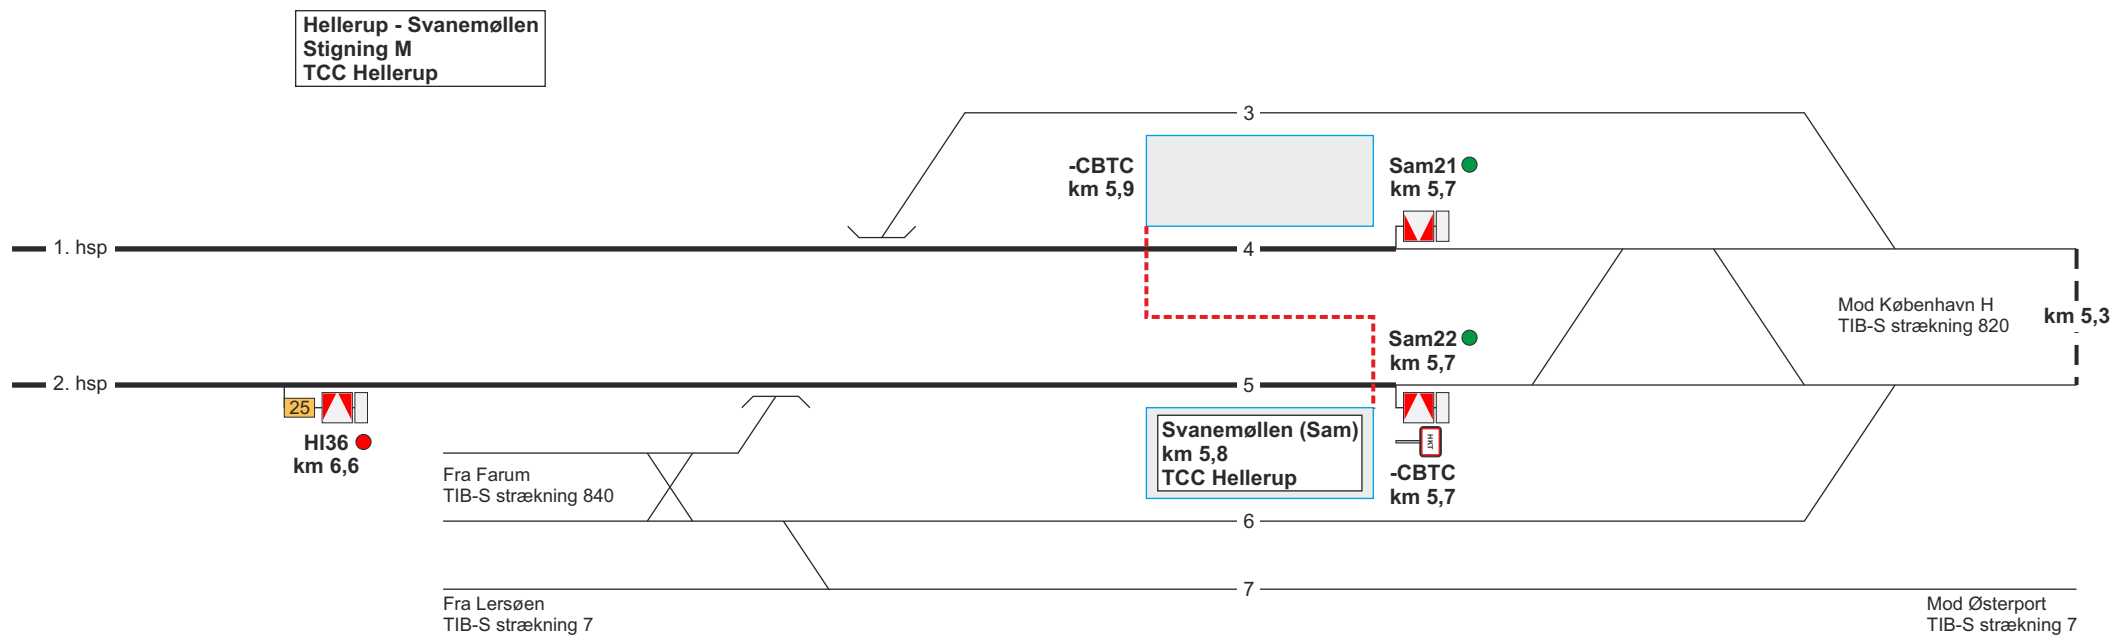 Hellerup - Svanemøllen
Stigning M
TCC Hellerup
3
-CBTC
km 5,9
Sam21
km 5,7
1. hsp
4
Mod København H
TIB-S strækning 820
km 5,3
Sam22
km 5,7
2. hsp
5
25
HI36
km 6,6
Svanemøllen (Sam)
km 5,8
TCC Hellerup
HKT
-CBTC
km 5,7
Fra Farum
TIB-S strækning 840
6
7
Fra Lersøen
TIB-S strækning 7
Mod Østerport
TIB-S strækning 7